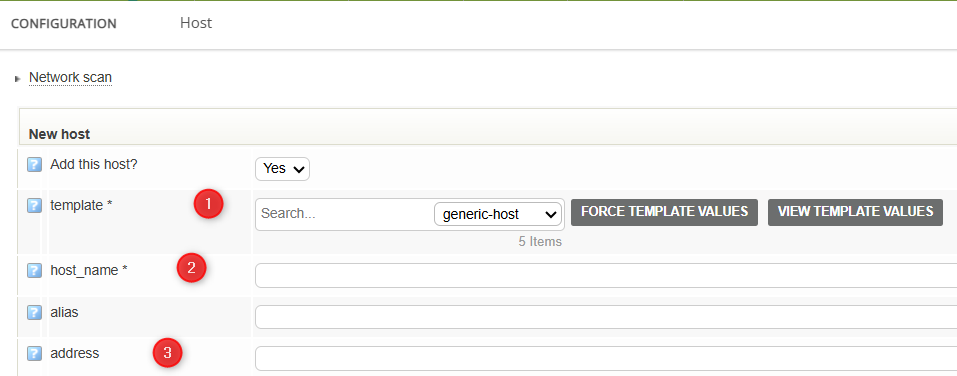 CONFIGURATION Host
Network scan
New host
? Add this host? Yes
? template * 1 Search... generic-host FORCE TEMPLATE VALUES VIEW TEMPLATE VALUES
5 Items
? host_name * 2
? alias
? address 3